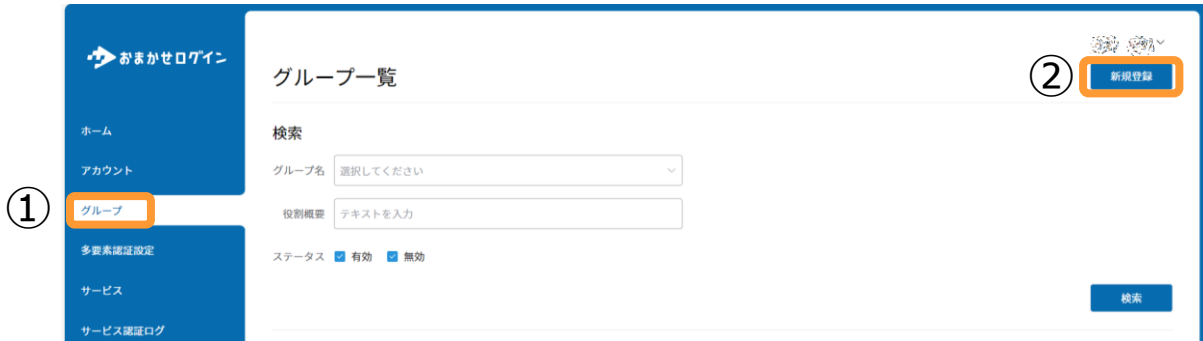 おまかせログイン
グループ一覧
②
新規登録
ホーム
アカウント
①
グループ
多要素認証設定
サービス
サービス認証ログ
検索
グループ名 選択してください
役割概要 テキストを入力
ステータス 有効 無効
検索